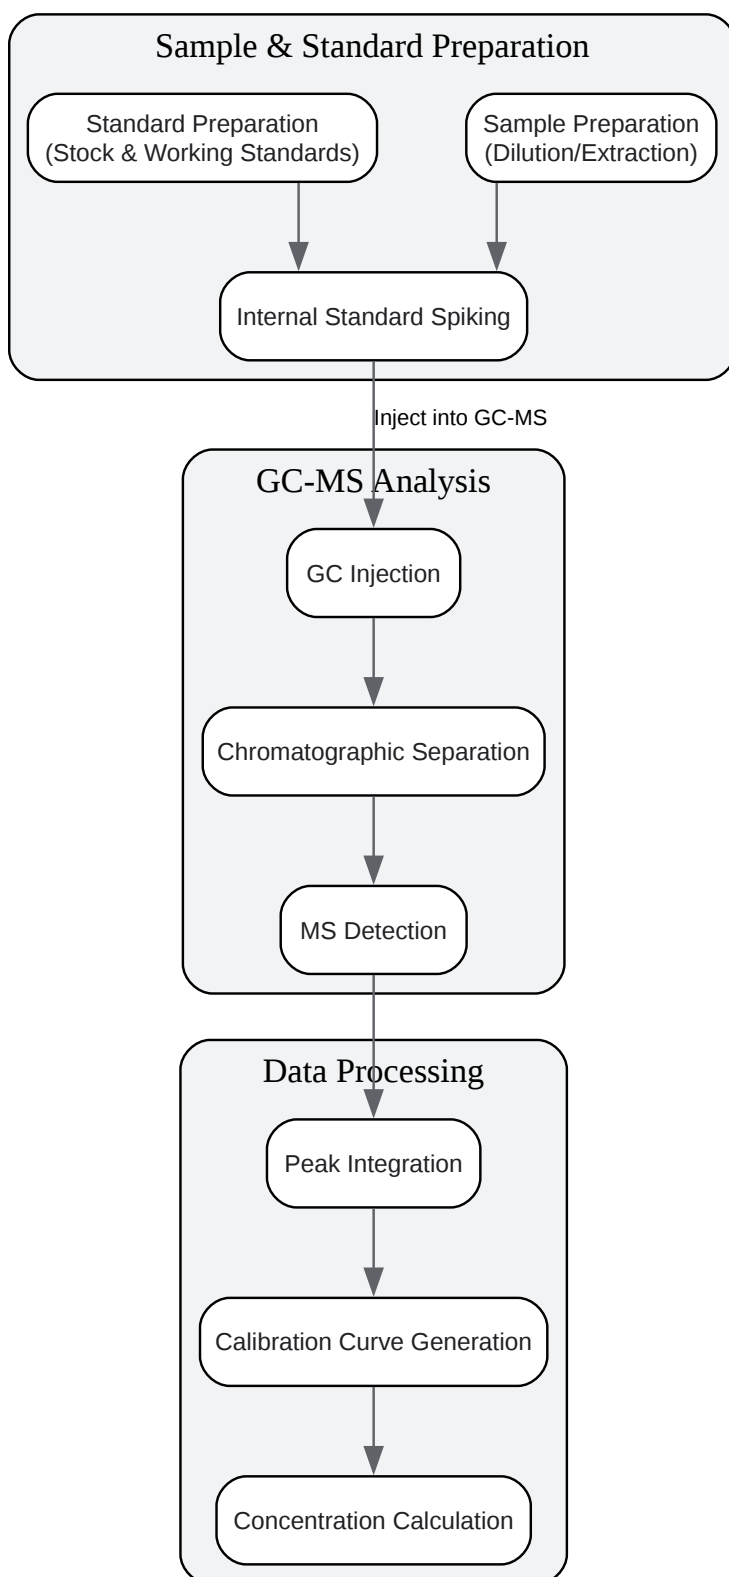 Sample & Standard Preparation
Standard Preparation
(Stock & Working Standards)
Sample Preparation
(Dilution/Extraction)
Internal Standard Spiking
Inject into GC-MS
GC-MS Analysis
GC Injection
Chromatographic Separation
MS Detection
Data Processing
Peak Integration
Calibration Curve Generation
Concentration Calculation